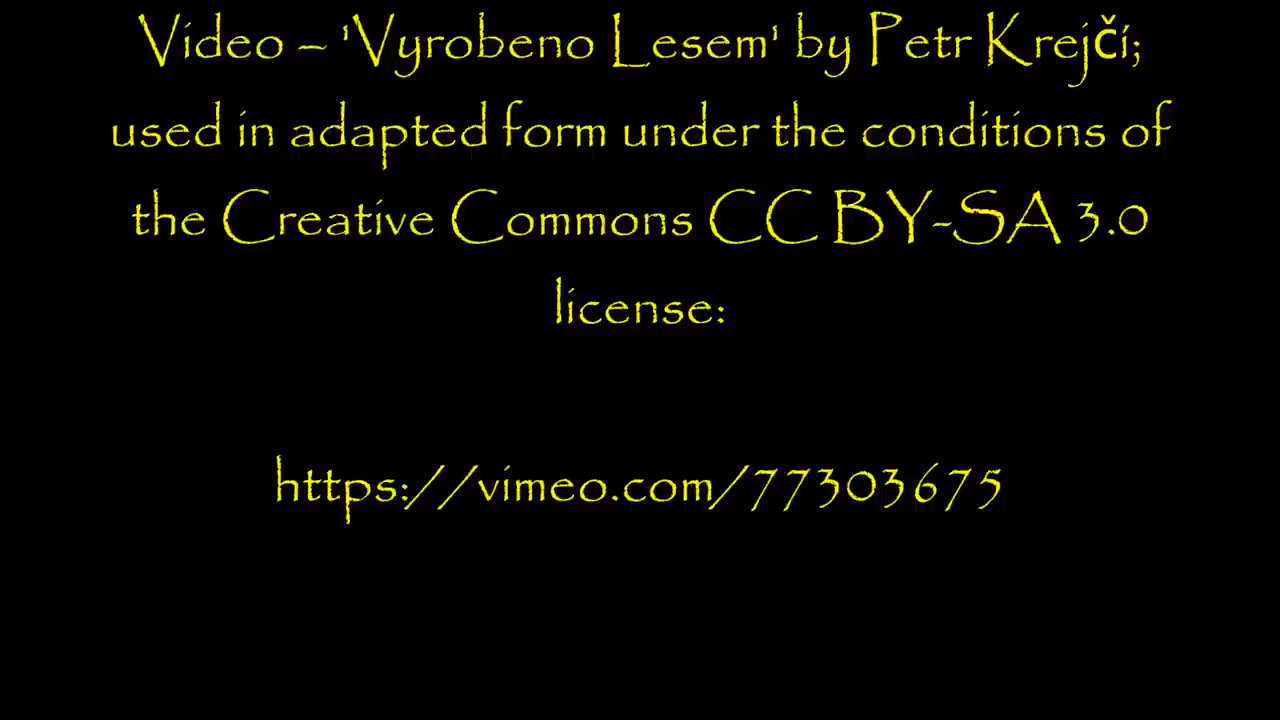 Video – 'Vyrobeno Lesem' by Petr Krejčí;
used in adapted form under the conditions of
the Creative Commons CC BY-SA 3.0
license:
https://vimeo.com/77303675